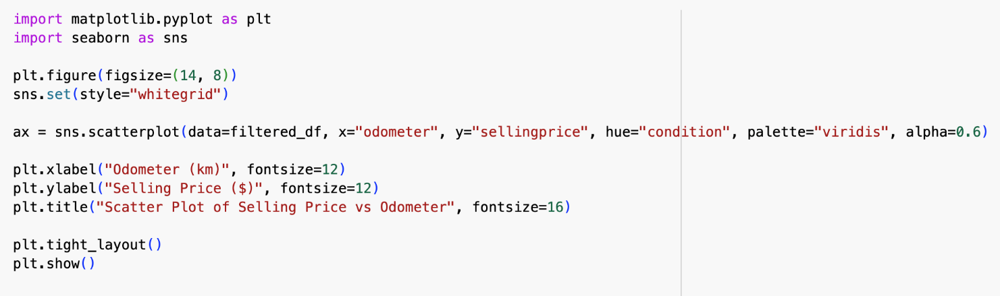 import matplotlib.pyplot as plt
import seaborn as sns
plt.figure(figsize=(14, 8))
sns.set(style="whitegrid")
ax = sns.scatterplot(data=filtered_df, x="odometer", y="sellingprice", hue="condition", palette="viridis", alpha=0.6)
plt.xlabel("Odometer (km)", fontsize=12)
plt.ylabel("Selling Price ($)", fontsize=12)
plt.title("Scatter Plot of Selling Price vs Odometer", fontsize=16)
plt.tight_layout()
plt.show()